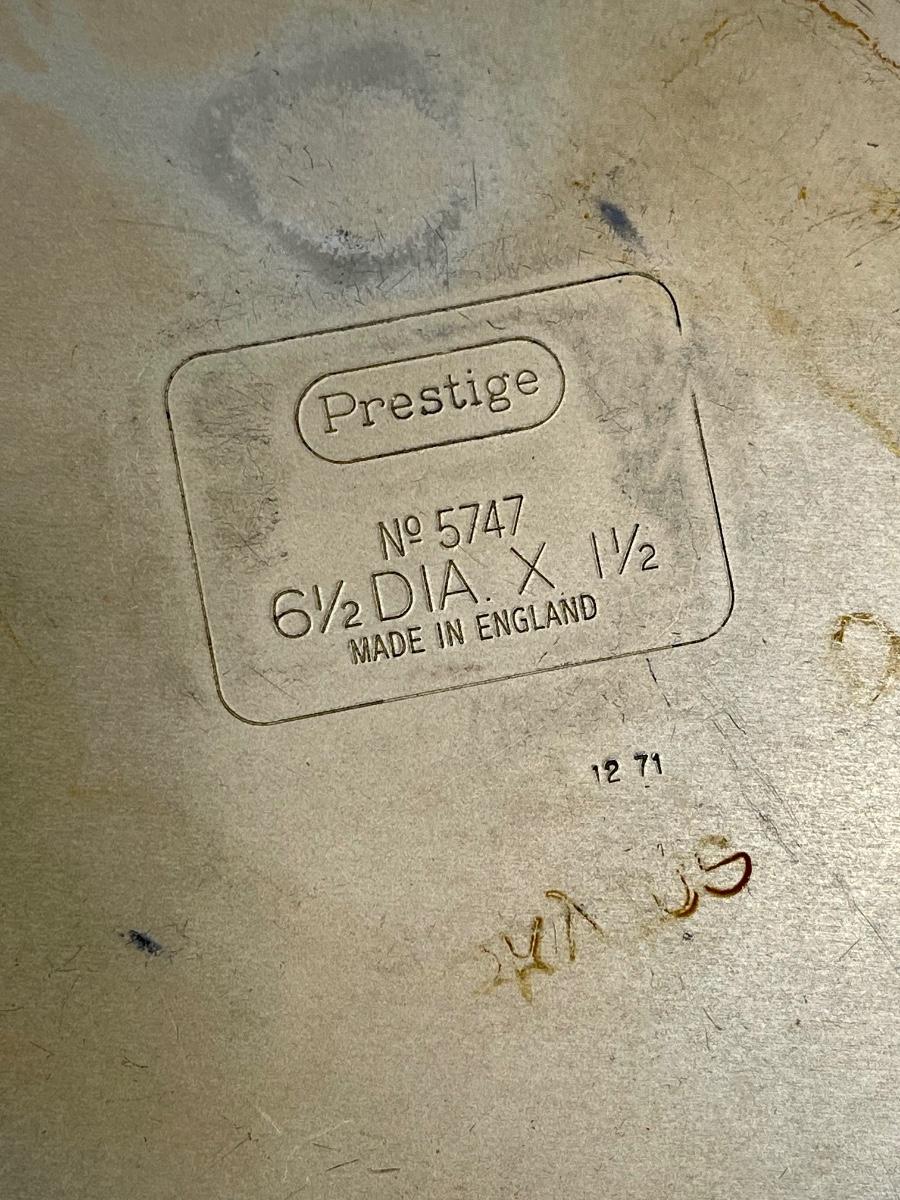 Prestige
Nº 5747
6½ DIA. X 1½
MADE IN ENGLAND
12 71